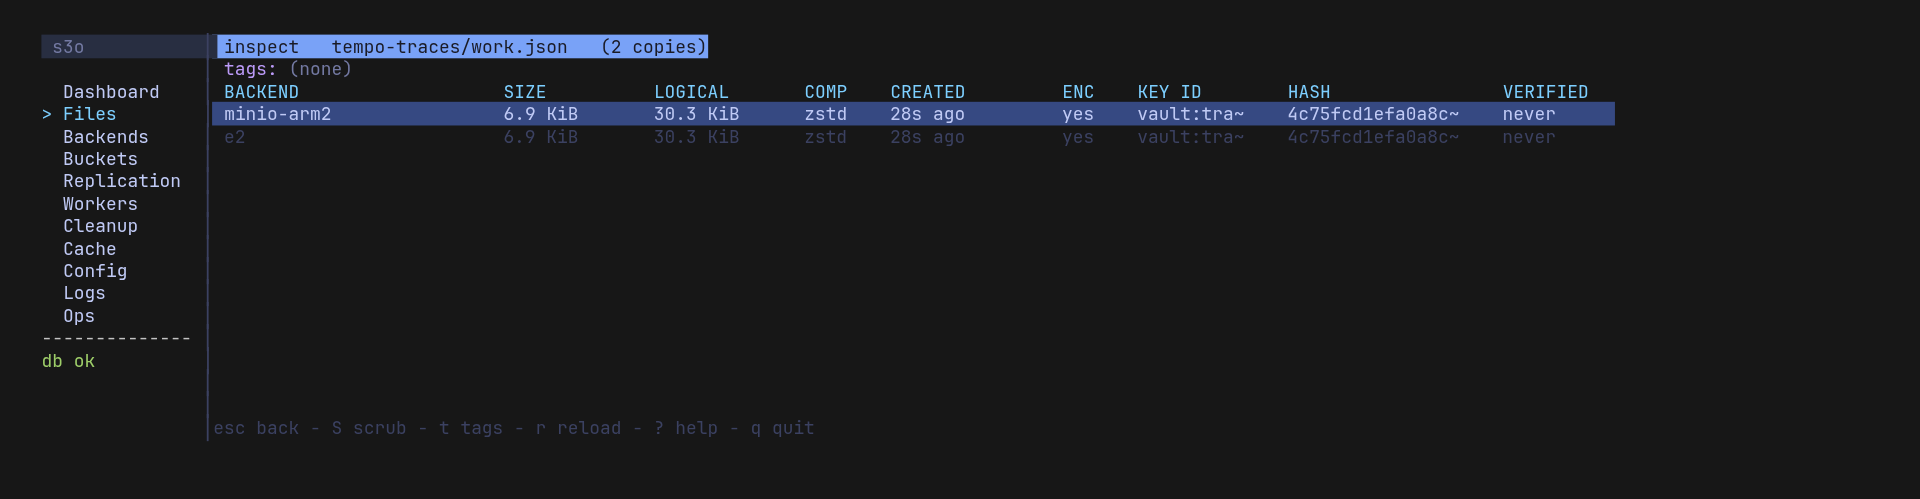 s3o
Dashboard
> Files
Backends
Buckets
Replication
Workers
Cleanup
Cache
Config
Logs
Ops
--------------
db ok
inspect   tempo-traces/work.json   (2 copies)
tags: (none)
BACKEND   SIZE   LOGICAL   COMP   CREATED   ENC   KEY ID   HASH   VERIFIED
minio-arm2   6.9 KiB   30.3 KiB   zstd   28s ago   yes   vault:tra~   4c75fcd1efa0a8c~   never
e2   6.9 KiB   30.3 KiB   zstd   28s ago   yes   vault:tra~   4c75fcd1efa0a8c~   never
esc back - S scrub - t tags - r reload - ? help - q quit